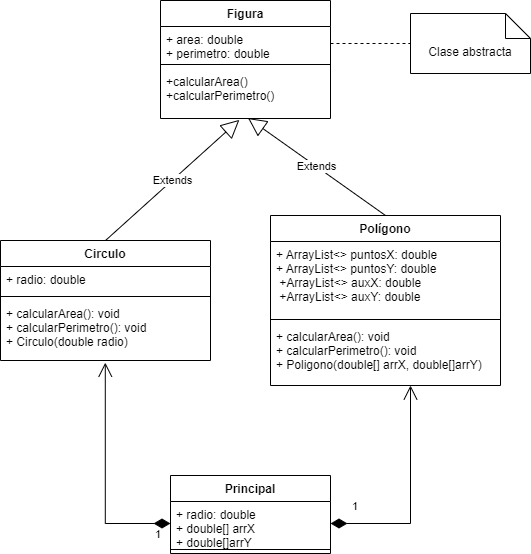 Figura
+ area: double
+ perimetro: double
+calcularArea()
+calcularPerimetro()
Clase abstracta
Extends
Extends
Circulo
+ radio: double
+ calcularArea(): void
+ calcularPerimetro(): void
+ Circulo(double radio)
Polígono
+ ArrayList<> puntosX: double
+ ArrayList<> puntosY: double
+ArrayList<> auxX: double
+ArrayList<> auxY: double
+ calcularArea(): void
+ calcularPerimetro(): void
+ Poligono(double[] arrX, double[]arrY)
Principal
+ radio: double
+ double[] arrX
+ double[]arrY
1
1